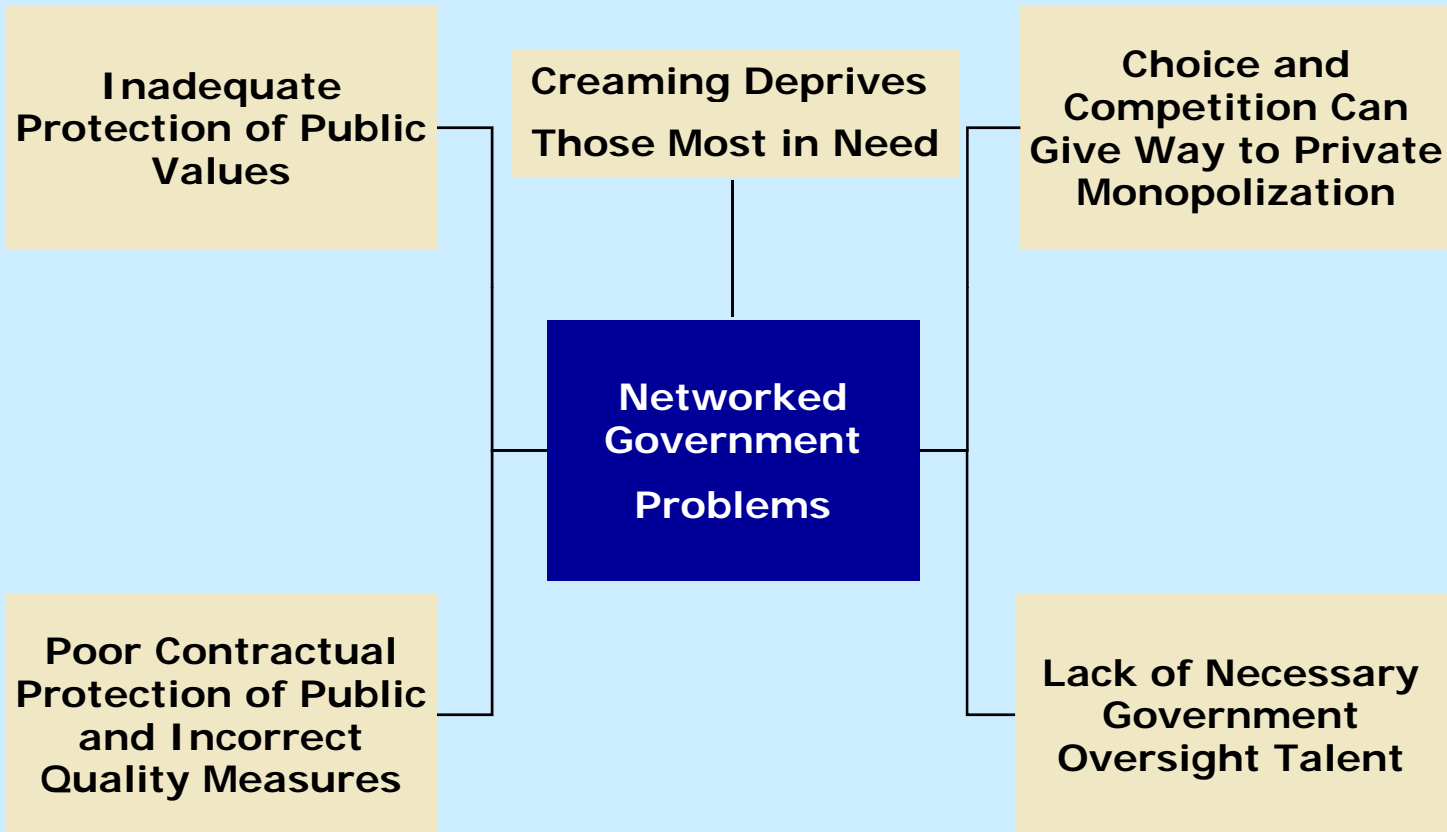 Inadequate
Protection of Public
Values
Creaming Deprives
Those Most in Need
Choice and
Competition Can
Give Way to Private
Monopolization
Networked
Government
Problems
Poor Contractual
Protection of Public
and Incorrect
Quality Measures
Lack of Necessary
Government
Oversight Talent